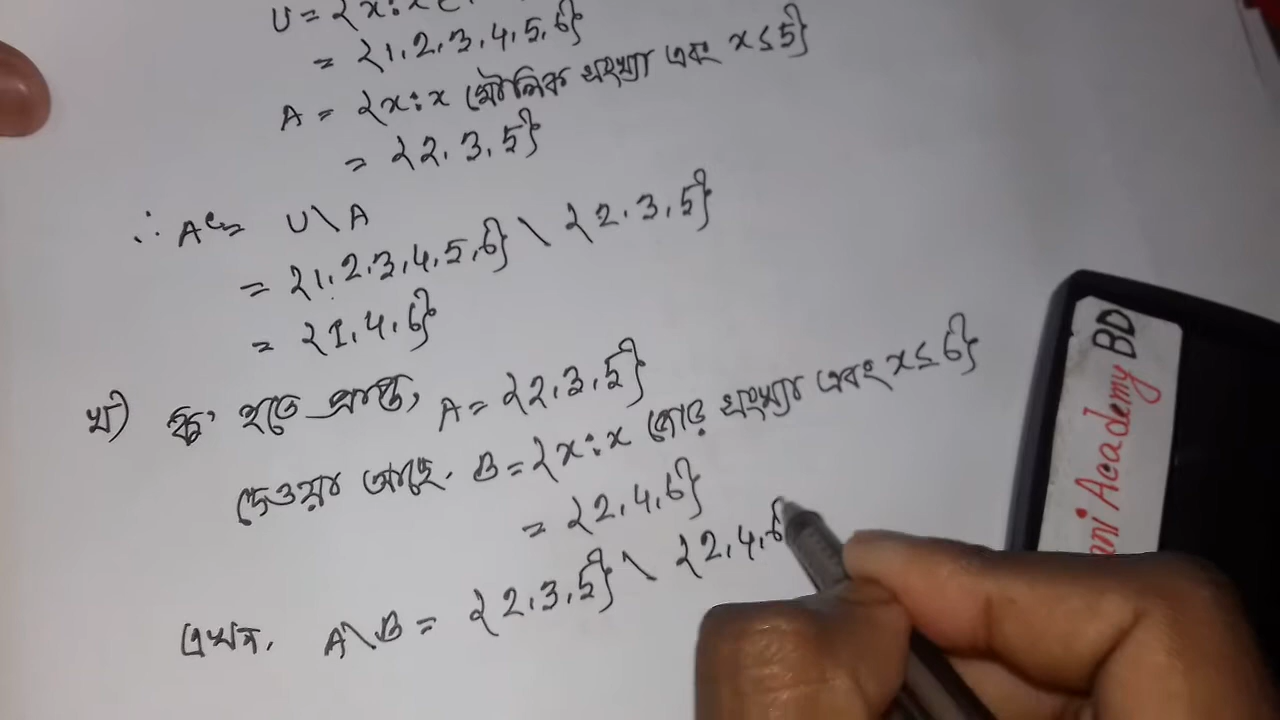 U = {x:x ∈
= {1,2,3,4,5,6}
A = {x:x মৌলিক সংখ্যা এবং x ≤ 5}
= {2,3,5}
∴ Aᶜ = U\A
= {1,2,3,4,5,6} \ {2,3,5}
= {1,4,6}
খ) 'ক' হতে প্রাপ্ত, A = {2,3,5}
দেওয়া আছে, B = {x:x জোড় সংখ্যা এবং x ≤ 6}
= {2,4,6}
এখন, A\B = {2,3,5} \ {2,4,6
ani Academy BD